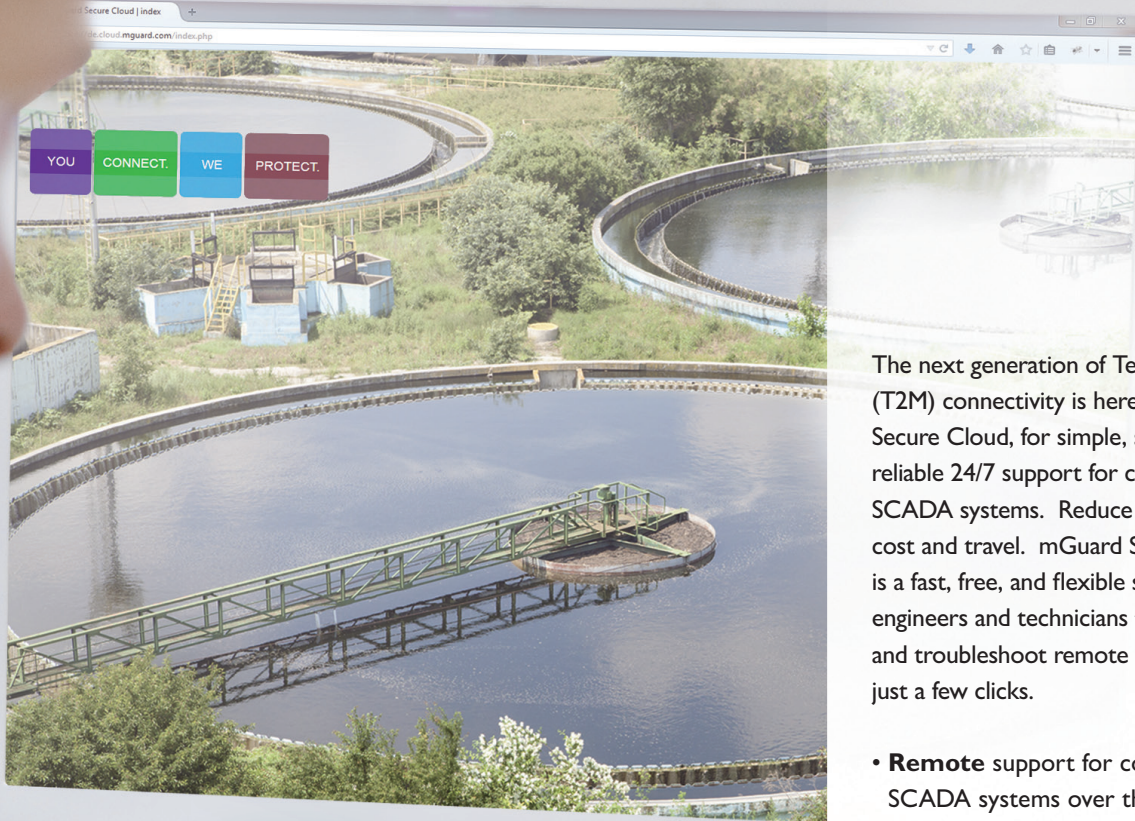 Secure Cloud | index
de.cloud.mguard.com/index.php
YOU CONNECT. WE PROTECT.
The next generation of Te
(T2M) connectivity is here
Secure Cloud, for simple,
reliable 24/7 support for c
SCADA systems. Reduce
cost and travel. mGuard S
is a fast, free, and flexible s
engineers and technicians
and troubleshoot remote
just a few clicks.
• Remote support for co
SCADA systems over th